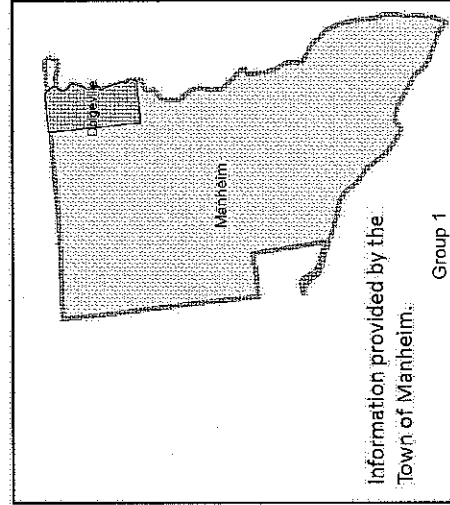 Dolgeville
Manheim
Information provided by the
Town of Manheim.
Group 1